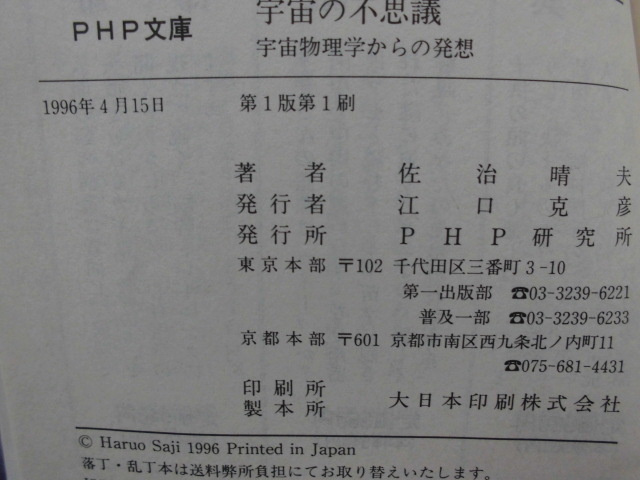 宇宙の不思議
PHP文庫
宇宙物理学からの発想
1996年4月15日 第1版第1刷
著者 佐治晴夫
発行者 江口克彦
発行所 PHP研究所
東京本部 〒102 千代田区三番町3-10
第一出版部 ☎03-3239-6221
普及一部 ☎03-3239-6233
京都本部 〒601 京都市南区西九条北ノ内町11
☎075-681-4431
印刷所
製本所 大日本印刷株式会社
© Haruo Saji 1996 Printed in Japan
落丁・乱丁本は送料弊所負担にてお取り替えいたします。